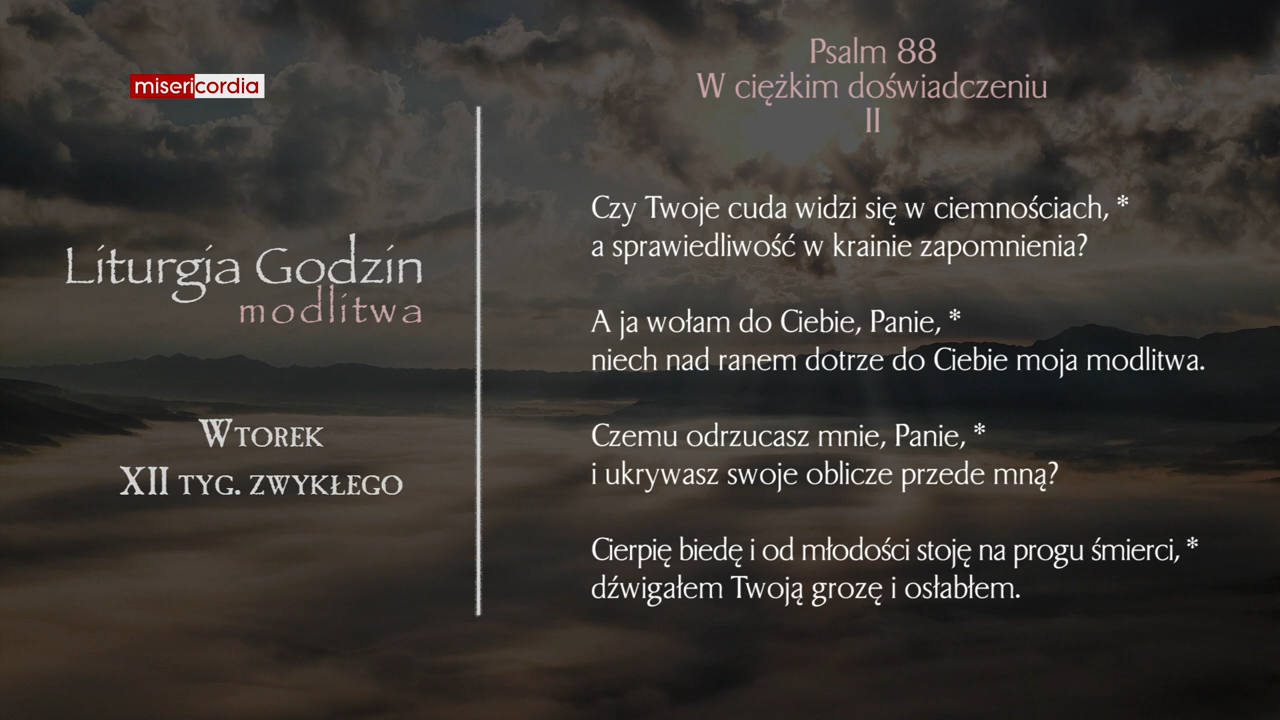 misericordia
Liturgia Godzin
modlitwa
Wtorek
XII tyg. zwykłego
Psalm 88
W ciężkim doświadczeniu
II
Czy Twoje cuda widzi się w ciemnościach, *
a sprawiedliwość w krainie zapomnienia?
A ja wołam do Ciebie, Panie, *
niech nad ranem dotrze do Ciebie moja modlitwa.
Czemu odrzucasz mnie, Panie, *
i ukrywasz swoje oblicze przede mną?
Cierpię biedę i od młodości stoję na progu śmierci, *
dźwigałem Twoją grozę i osłabłem.